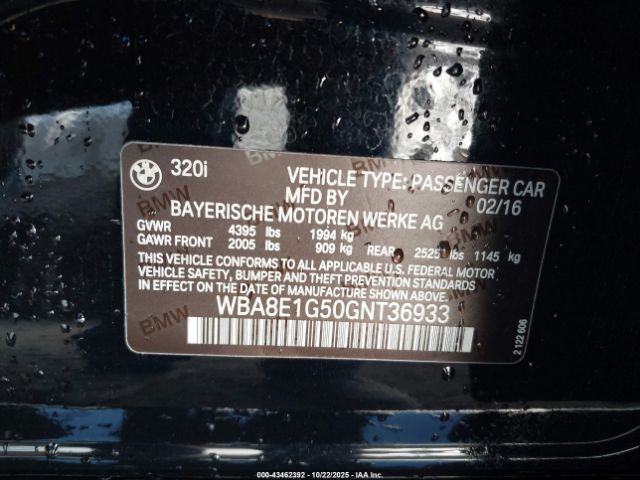 BMW
320i
VEHICLE TYPE: PASSENGER CAR
MFD BY 02/16
BAYERISCHE MOTOREN WERKE AG
GVWR 4395 lbs 1994 kg
GAWR FRONT 2005 lbs 909 kg REAR 2525 lbs 1145 kg
THIS VEHICLE CONFORMS TO ALL APPLICABLE U.S. FEDERAL MOTOR
VEHICLE SAFETY, BUMPER AND THEFT PREVENTION STANDARDS
IN EFFECT ON THE DATE OF MANUFACTURE SHOWN ABOVE.
WBA8E1G50GNT36933
2 122 606
000-43462392 - 10/22/2025 - IAA Inc.